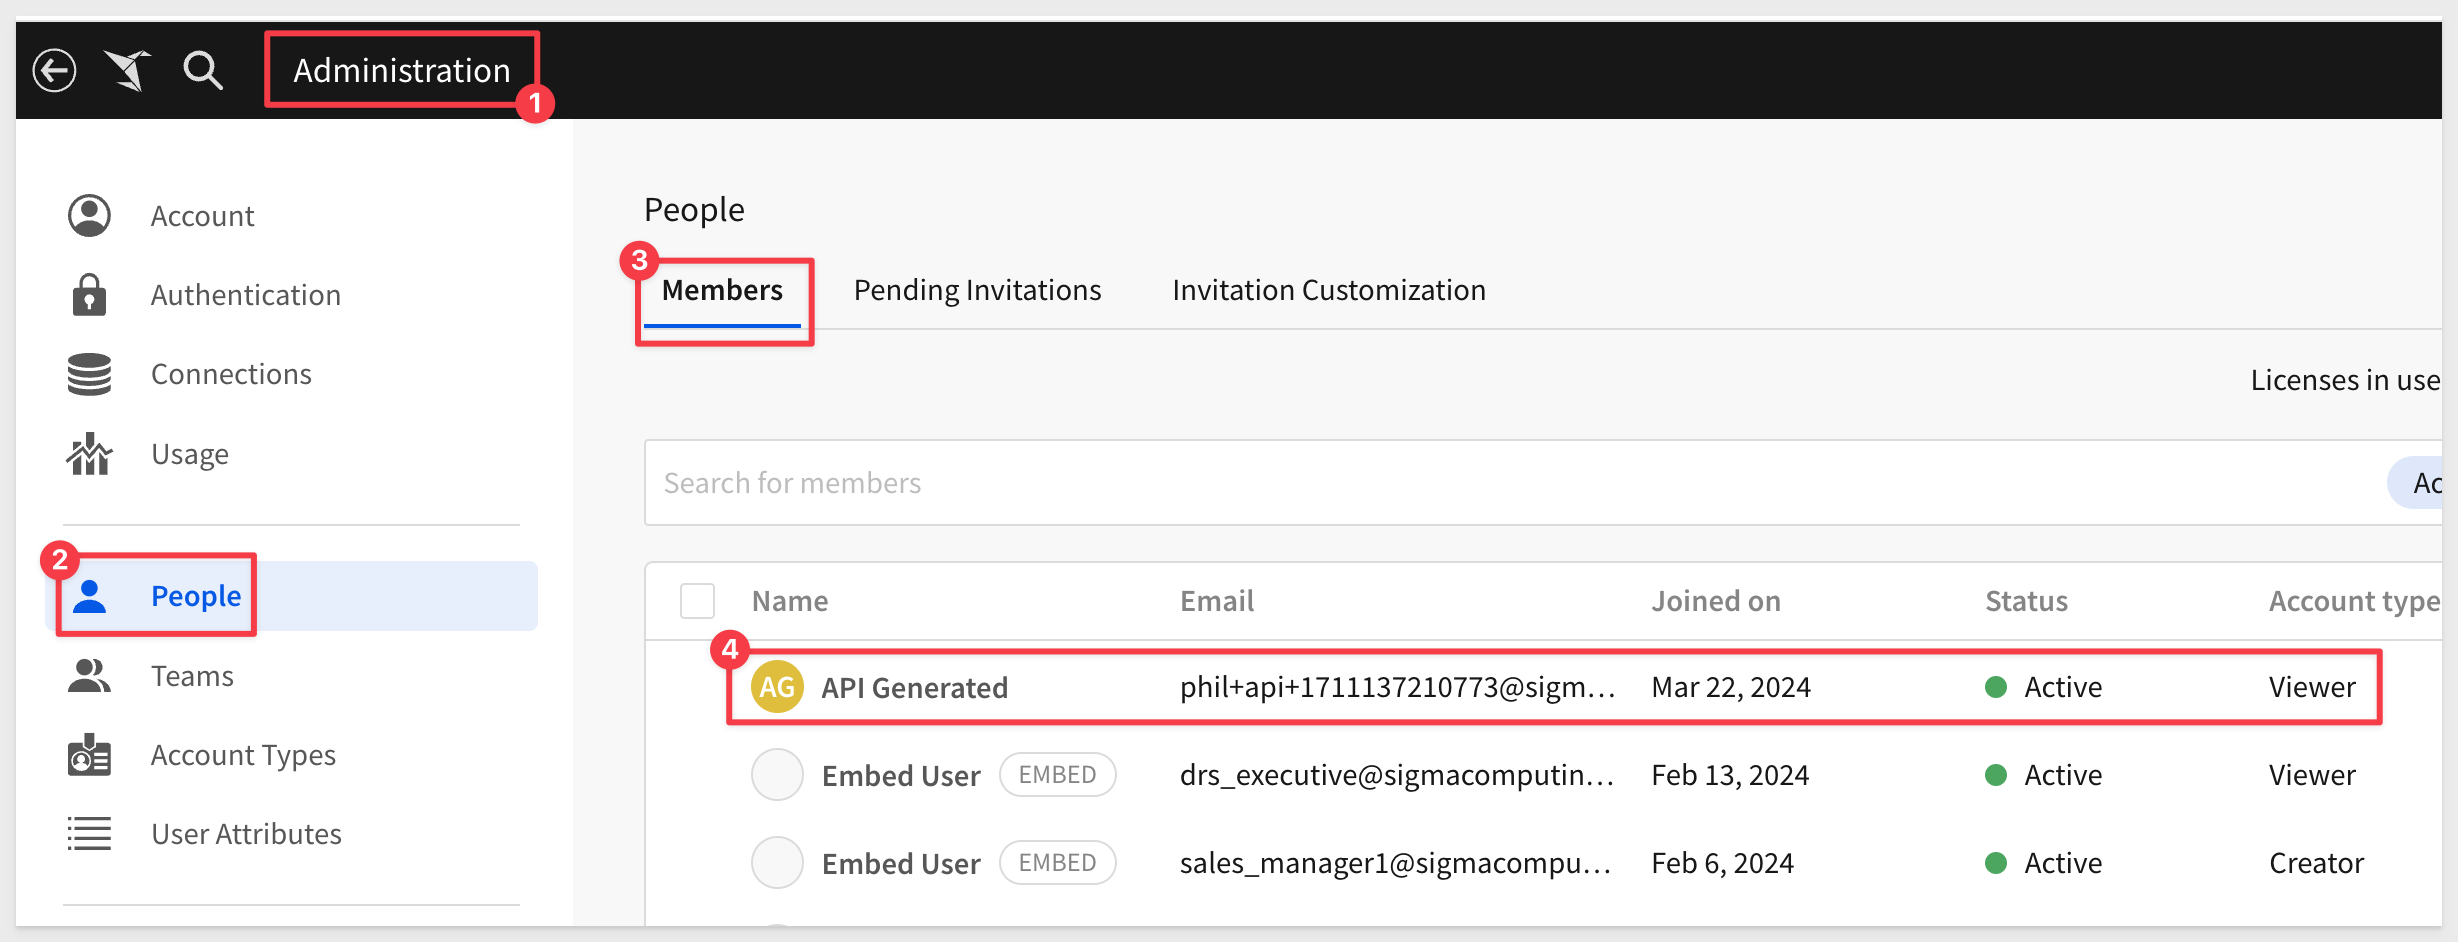 Administration
1
Account
Authentication
Connections
Usage
2
People
Teams
Account Types
User Attributes
People
3
Members Pending Invitations Invitation Customization
Licenses in use
Search for members
Ac
Name Email Joined on Status Account type
4
AG API Generated phil+api+1711137210773@sigm... Mar 22, 2024 Active Viewer
Embed User EMBED drs_executive@sigmacomputin... Feb 13, 2024 Active Viewer
Embed User EMBED sales_manager1@sigmacompu... Feb 6, 2024 Active Creator